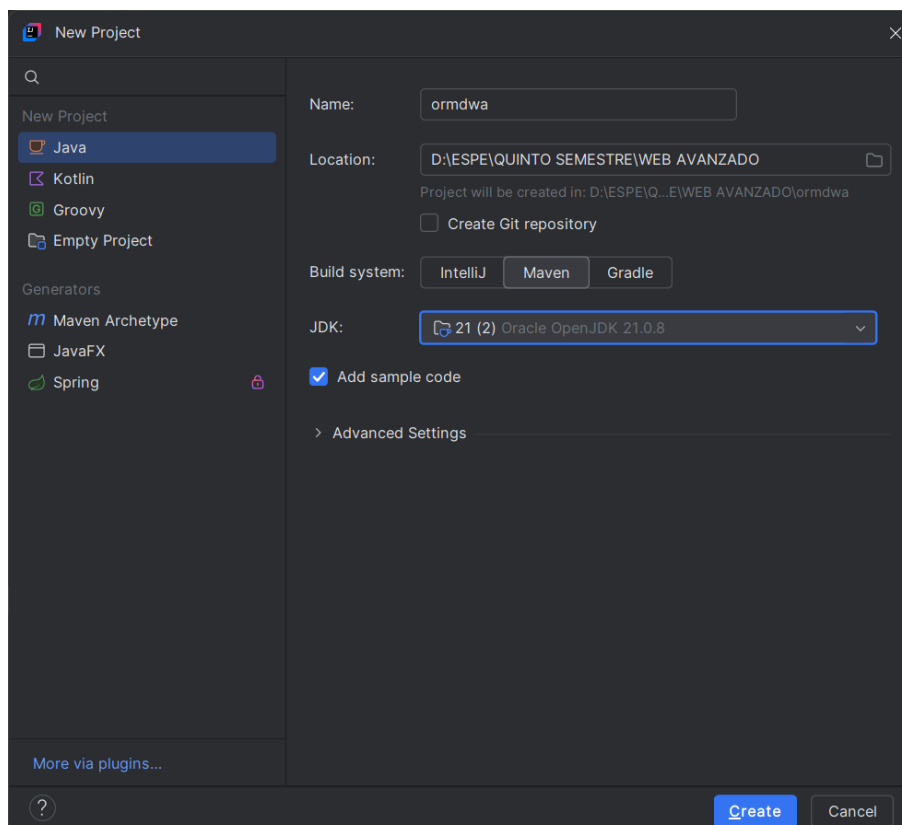 New Project
New Project
Java
Kotlin
Groovy
Empty Project
Generators
Maven Archetype
JavaFX
Spring
More via plugins...
Name: ormdwa
Location: D:\ESPE\QUINTO SEMESTRE\WEB AVANZADO
Project will be created in: D:\ESPE\Q...E\WEB AVANZADO\ormdwa
Create Git repository
Build system: IntelliJ Maven Gradle
JDK: 21 (2) Oracle OpenJDK 21.0.8
Add sample code
Advanced Settings
? Create Cancel